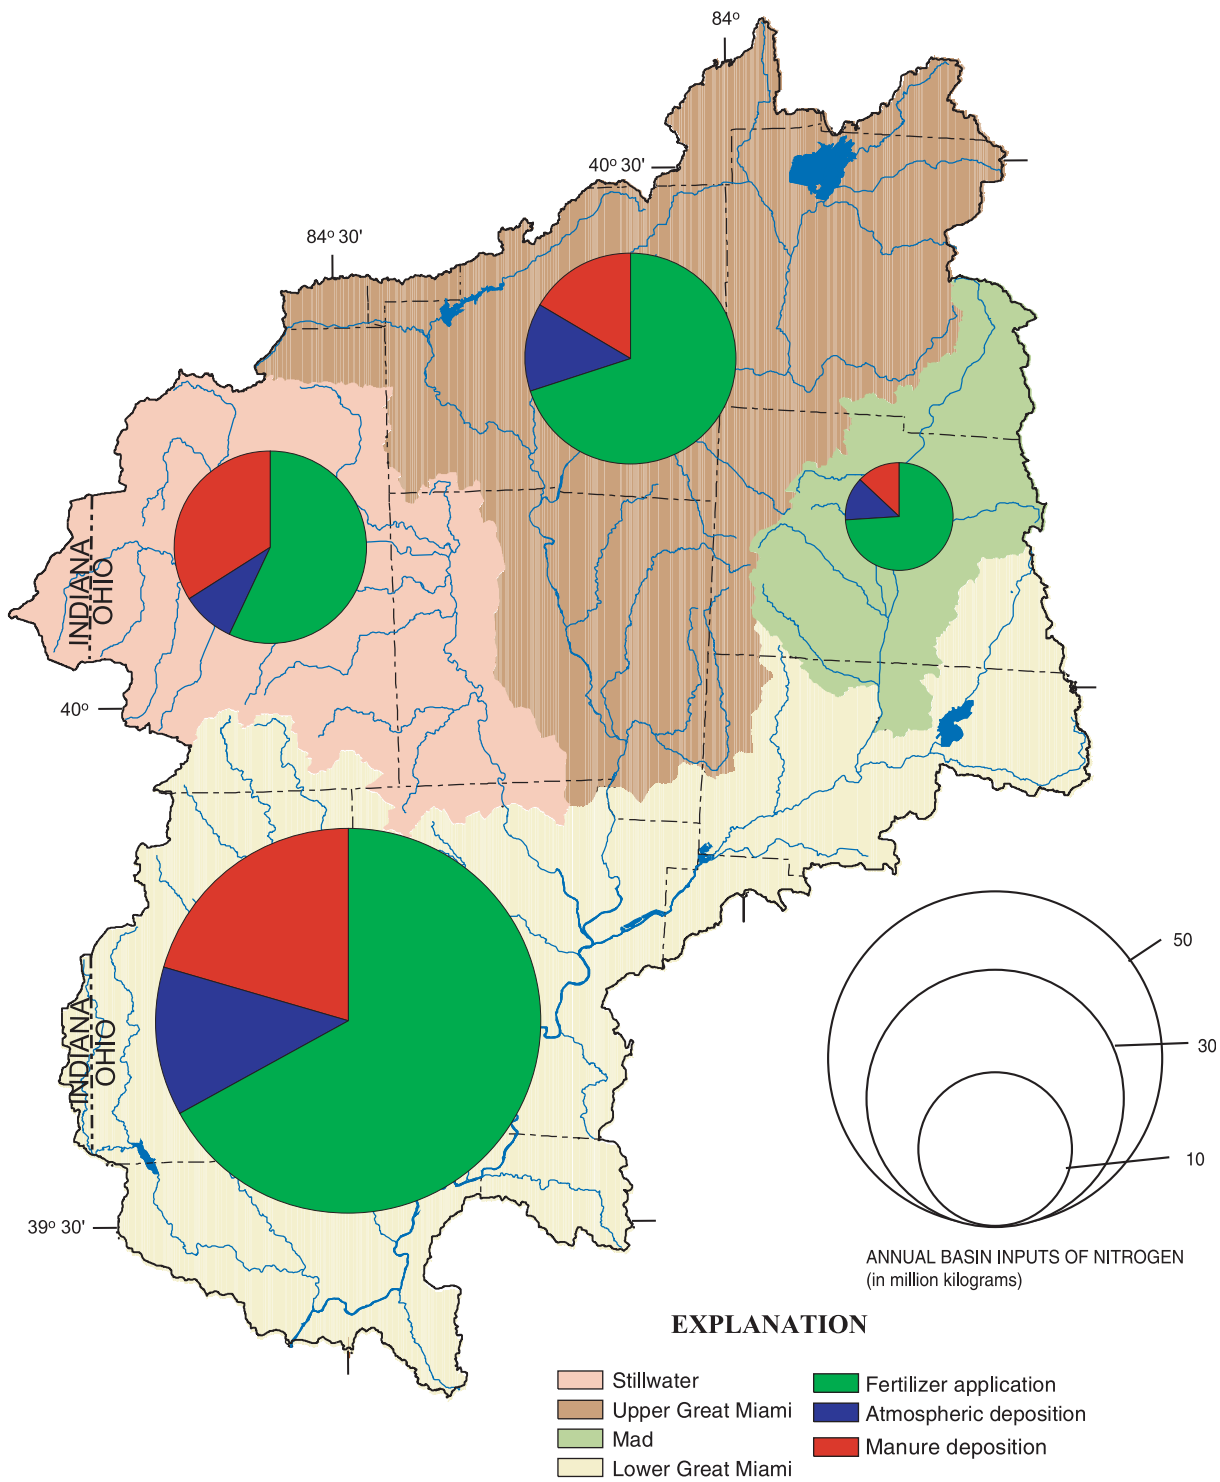 84°
40° 30'
84° 30'
INDIANA
OHIO
40°
INDIANA
OHIO
50
30
10
39° 30'
ANNUAL BASIN INPUTS OF NITROGEN
(in million kilograms)
EXPLANATION
Stillwater
Upper Great Miami
Mad
Lower Great Miami
Fertilizer application
Atmospheric deposition
Manure deposition